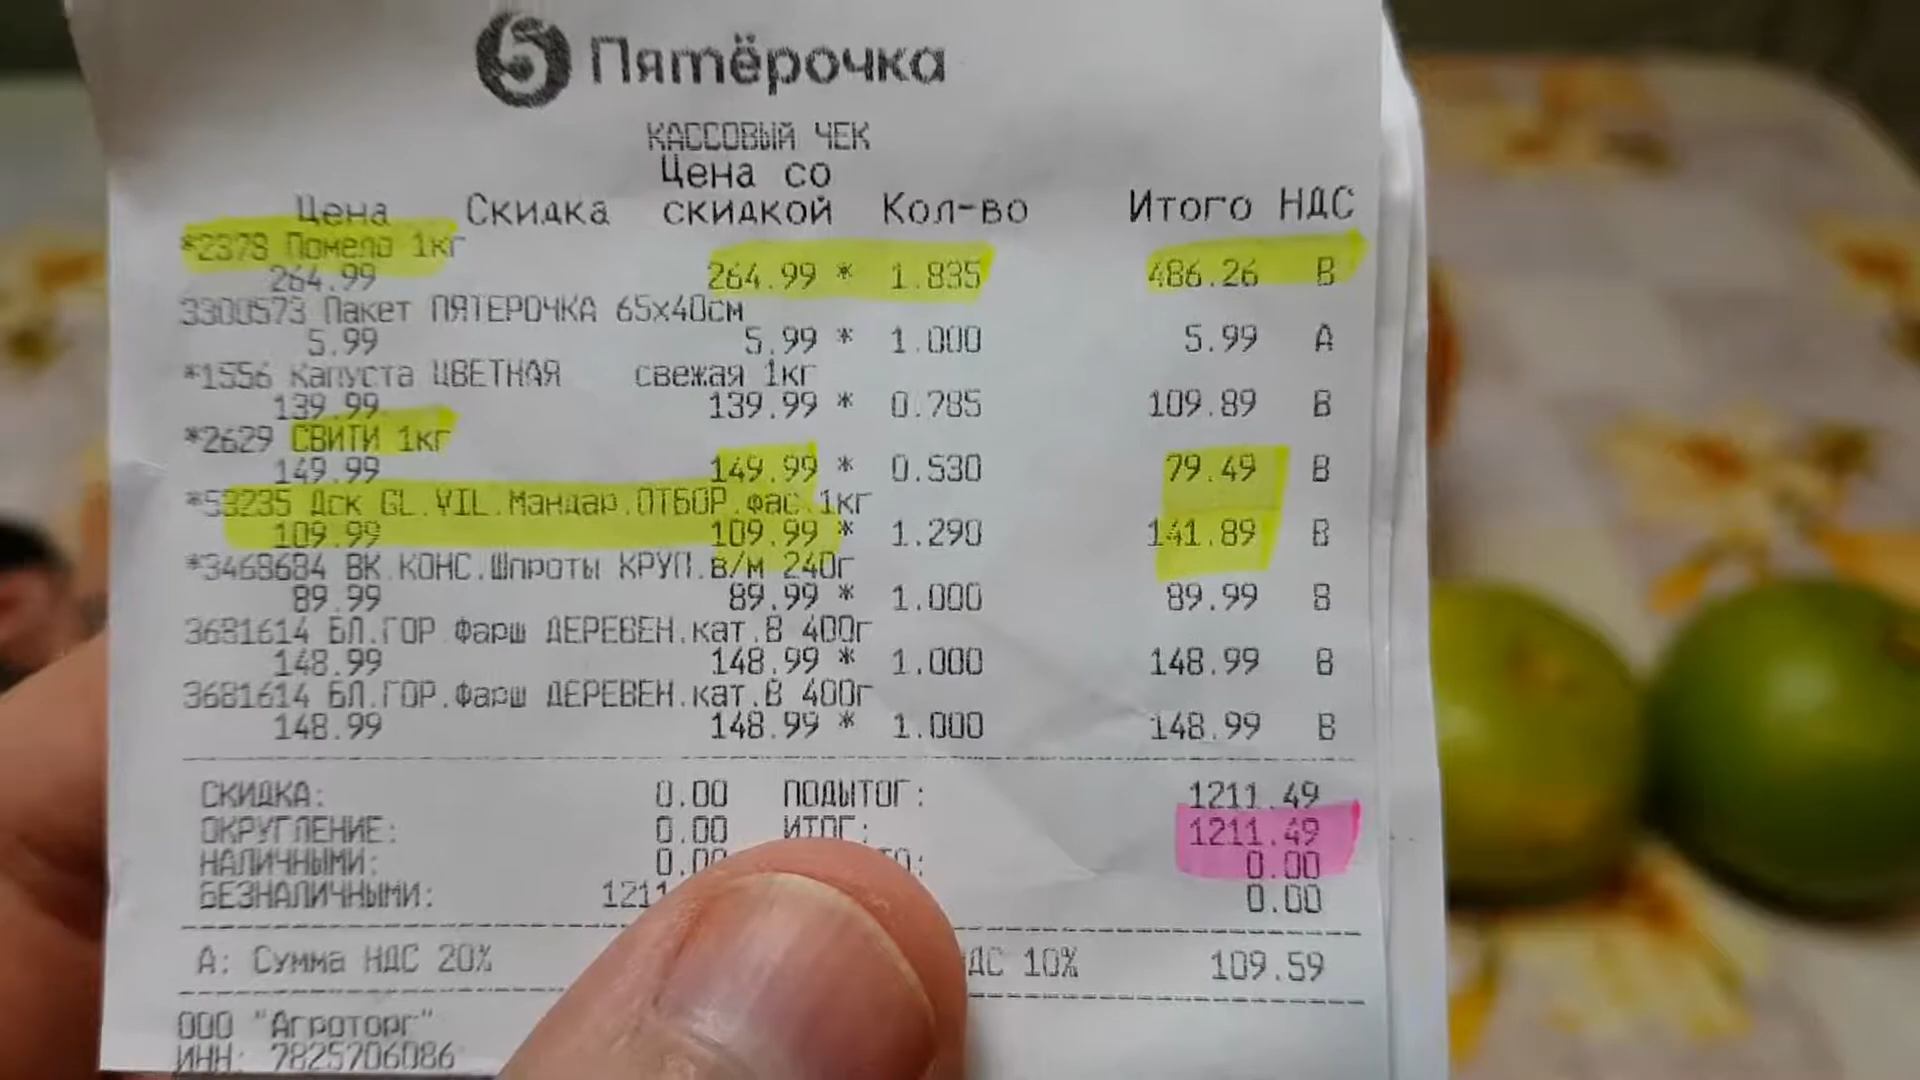 5 Пятёрочка
КАССОВЫЙ ЧЕК
Цена Скидка Цена со скидкой Кол-во Итого НДС
*2378 Помело 1кг
264.99 264.99 * 1.835 486.26 В
3300573 Пакет ПЯТЕРОЧКА 65х40см
5.99 5.99 * 1.000 5.99 А
*1556 Капуста ЦВЕТНАЯ свежая 1кг
139.99 139.99 * 0.785 109.89 В
*2629 СВИТИ 1кг
149.99 149.99 * 0.530 79.49 В
*53235 Дск GL.VIL.Мандар.ОТБОР.фас.1кг
109.99 109.99 * 1.290 141.89 В
*3468684 ВК.КОНС.Шпроты КРУП.в/м 240г
89.99 89.99 * 1.000 89.99 В
3681614 БЛ.ГОР.Фарш ДЕРЕВЕН.кат.В 400г
148.99 148.99 * 1.000 148.99 В
3681614 БЛ.ГОР.Фарш ДЕРЕВЕН.кат.В 400г
148.99 148.99 * 1.000 148.99 В
СКИДКА: 0.00 ПОДЫТОГ: 1211.49
ОКРУГЛЕНИЕ: 0.00 ИТОГ: 1211.49
НАЛИЧНЫМИ: 0.00 0.00
БЕЗНАЛИЧНЫМИ: 1211 0.00
А: Сумма НДС 20% НДС 10% 109.59
ООО "Агроторг"
ИНН: 7825706086